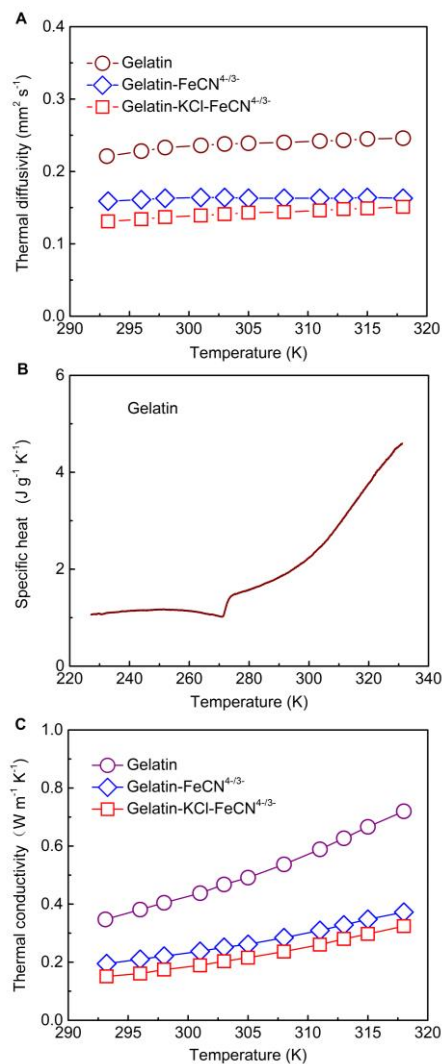 A
0.4
Gelatin
Gelatin-FeCN4-/3-
Gelatin-KCl-FeCN4-/3-
0.3
0.2
0.1
0.0
Thermal diffusivity (mm² s⁻¹)
290 295 300 305 310 315 320
Temperature (K)
B
6
Gelatin
4
2
0
Specific heat (J g⁻¹ K⁻¹)
220 240 260 280 300 320 340
Temperature (K)
C
1.0
Gelatin
Gelatin-FeCN⁴⁻/³⁻
Gelatin-KCl-FeCN⁴⁻/³⁻
0.8
0.6
0.4
0.2
0.0
Thermal conductivity (W m⁻¹ K⁻¹)
290 295 300 305 310 315 320
Temperature (K)